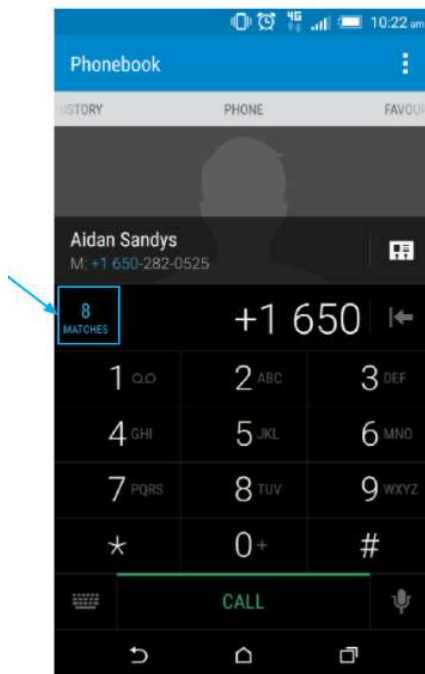 4G 10:22 am
Phonebook
ISTORY PHONE FAVOU
Aidan Sandys
M: +1 650-282-0525
8 +1 650
MATCHES
1 2 ABC 3 DEF
4 GHI 5 JKL 6 MNO
7 PQRS 8 TUV 9 WXYZ
* 0 + #
CALL